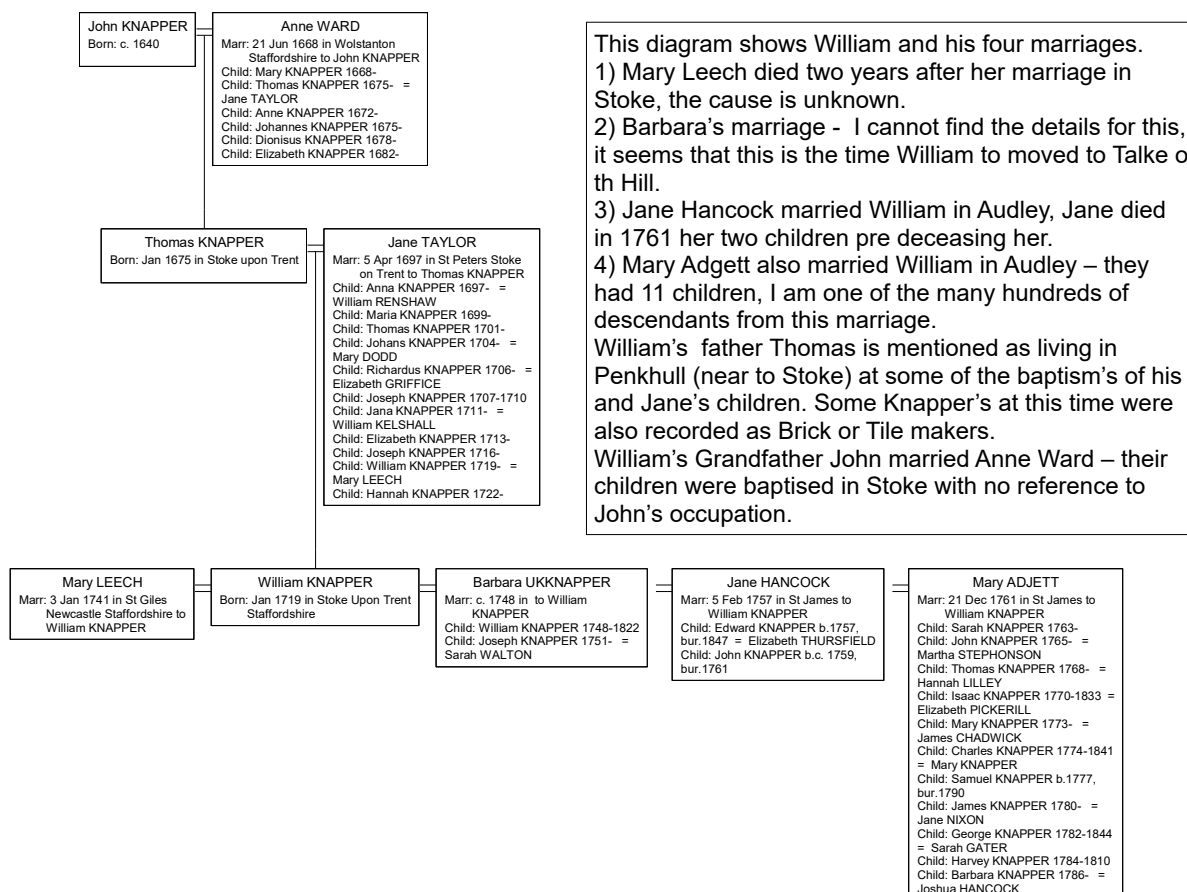 John KNAPPER
Born: c. 1640
Anne WARD
Marr: 21 Jun 1668 in Wolstanton
Staffordshire to John KNAPPER
Child: Mary KNAPPER 1668-
Child: Thomas KNAPPER 1675- =
Jane TAYLOR
Child: Anne KNAPPER 1672-
Child: Johannes KNAPPER 1675-
Child: Dionisus KNAPPER 1678-
Child: Elizabeth KNAPPER 1682-
This diagram shows William and his four marriages.
1) Mary Leech died two years after her marriage in
Stoke, the cause is unknown.
2) Barbara's marriage - I cannot find the details for this,
it seems that this is the time William to moved to Talke o
th Hill.
3) Jane Hancock married William in Audley, Jane died
in 1761 her two children pre deceasing her.
4) Mary Adgett also married William in Audley – they
had 11 children, I am one of the many hundreds of
descendants from this marriage.
William's father Thomas is mentioned as living in
Penkhull (near to Stoke) at some of the baptism's of his
and Jane's children. Some Knapper's at this time were
also recorded as Brick or Tile makers.
William's Grandfather John married Anne Ward – their
children were baptised in Stoke with no reference to
John's occupation.
Thomas KNAPPER
Born: Jan 1675 in Stoke upon Trent
Jane TAYLOR
Marr: 5 Apr 1697 in St Peters Stoke
on Trent to Thomas KNAPPER
Child: Anna KNAPPER 1697- =
William RENSHAW
Child: Maria KNAPPER 1699-
Child: Thomas KNAPPER 1701-
Child: Johans KNAPPER 1704- =
Mary DODD
Child: Richardus KNAPPER 1706- =
Elizabeth GRIFFICE
Child: Joseph KNAPPER 1707-1710
Child: Jana KNAPPER 1711- =
William KELSHALL
Child: Elizabeth KNAPPER 1713-
Child: Joseph KNAPPER 1716-
Child: William KNAPPER 1719- =
Mary LEECH
Child: Hannah KNAPPER 1722-
Mary LEECH
Marr: 3 Jan 1741 in St Giles
Newcastle Staffordshire to
William KNAPPER
William KNAPPER
Born: Jan 1719 in Stoke Upon Trent
Staffordshire
Barbara UKKNAPPER
Marr: c. 1748 in to William
KNAPPER
Child: William KNAPPER 1748-1822
Child: Joseph KNAPPER 1751- =
Sarah WALTON
Jane HANCOCK
Marr: 5 Feb 1757 in St James to
William KNAPPER
Child: Edward KNAPPER b.1757,
bur.1847 = Elizabeth THURSFIELD
Child: John KNAPPER b.c. 1759,
bur.1761
Mary ADJETT
Marr: 21 Dec 1761 in St James to
William KNAPPER
Child: Sarah KNAPPER 1763-
Child: John KNAPPER 1765- =
Martha STEPHONSON
Child: Thomas KNAPPER 1768- =
Hannah LILLEY
Child: Isaac KNAPPER 1770-1833 =
Elizabeth PICKERILL
Child: Mary KNAPPER 1773- =
James CHADWICK
Child: Charles KNAPPER 1774-1841
= Mary KNAPPER
Child: Samuel KNAPPER b.1777,
bur.1790
Child: James KNAPPER 1780- =
Jane NIXON
Child: George KNAPPER 1782-1844
= Sarah GATER
Child: Harvey KNAPPER 1784-1810
Child: Barbara KNAPPER 1786- =
Joshua HANCOCK